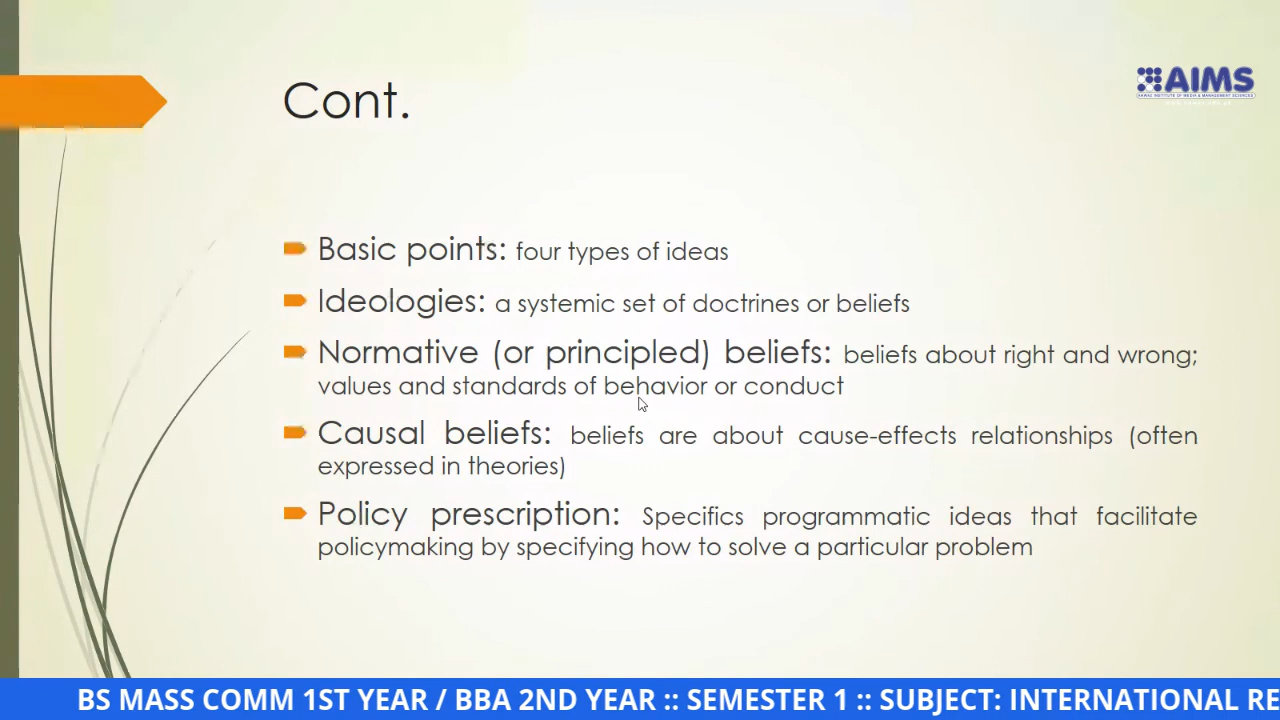 Cont.
AIMS
Basic points: four types of ideas
Ideologies: a systemic set of doctrines or beliefs
Normative (or principled) beliefs: beliefs about right and wrong;
values and standards of behavior or conduct
Causal beliefs: beliefs are about cause-effects relationships (often
expressed in theories)
Policy prescription: Specifics programmatic ideas that facilitate
policymaking by specifying how to solve a particular problem
BS MASS COMM 1ST YEAR / BBA 2ND YEAR :: SEMESTER 1 :: SUBJECT: INTERNATIONAL RE